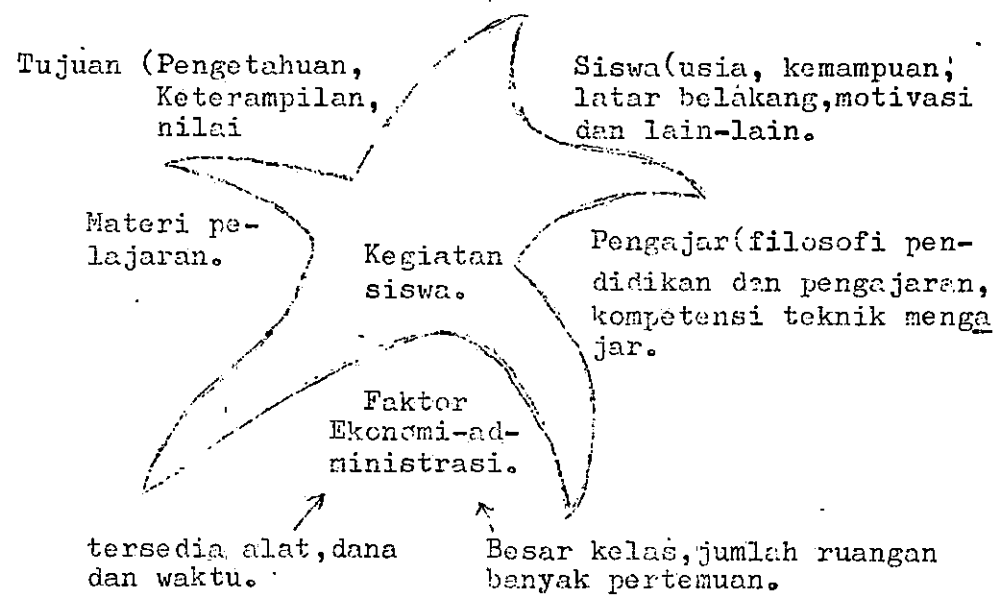 Tujuan (Pengetahuan,
Keterampilan,
nilai
Siswa(usia, kemampuan,
latar belakang,motivasi
dan lain-lain.
Materi pe-
lajaran.
Kegiatan
siswa.
Pengajar(filosofi pen-
didikan dan pengajaran,
kompetensi teknik menga
jar.
Faktor
Ekonomi-ad-
ministrasi.
tersedia alat,dana
dan waktu.
Besar kelas,jumlah ruangan
banyak pertemuan.